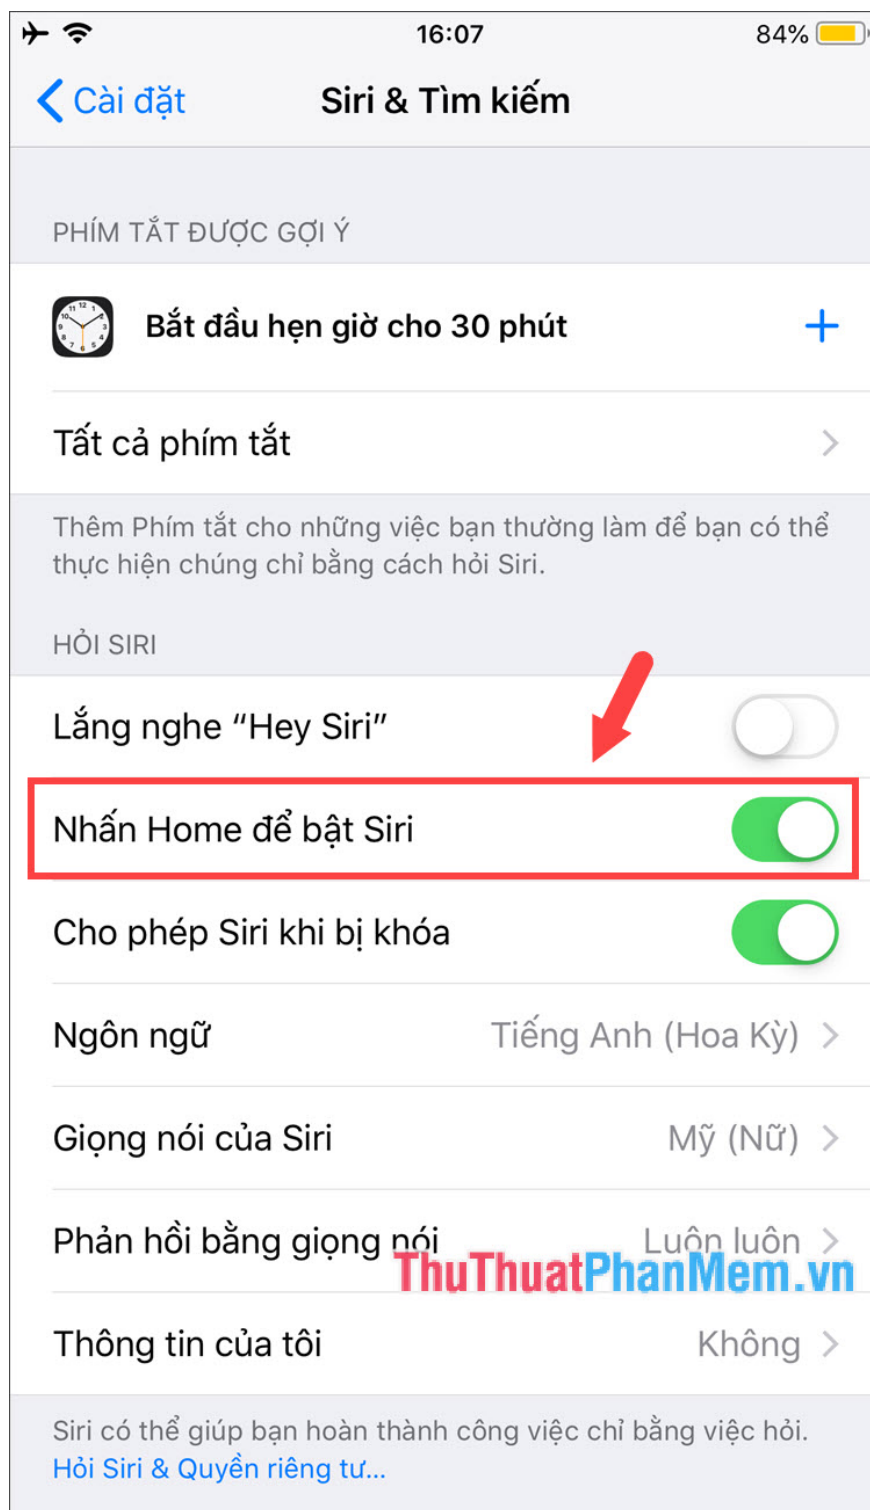 16:07
84%
Cài đặt
Siri & Tìm kiếm
PHÍM TẮT ĐƯỢC GỢI Ý
Bắt đầu hẹn giờ cho 30 phút
Tất cả phím tắt
Thêm Phím tắt cho những việc bạn thường làm để bạn có thể
thực hiện chúng chỉ bằng cách hỏi Siri.
HỎI SIRI
Lắng nghe “Hey Siri”
Nhấn Home để bật Siri
Cho phép Siri khi bị khóa
Ngôn ngữ
Tiếng Anh (Hoa Kỳ)
Giọng nói của Siri
Mỹ (Nữ)
Phản hồi bằng giọng nói
Luôn luôn
ThuThuatPhanMem.vn
Thông tin của tôi
Không
Siri có thể giúp bạn hoàn thành công việc chỉ bằng việc hỏi.
Hỏi Siri & Quyền riêng tư...